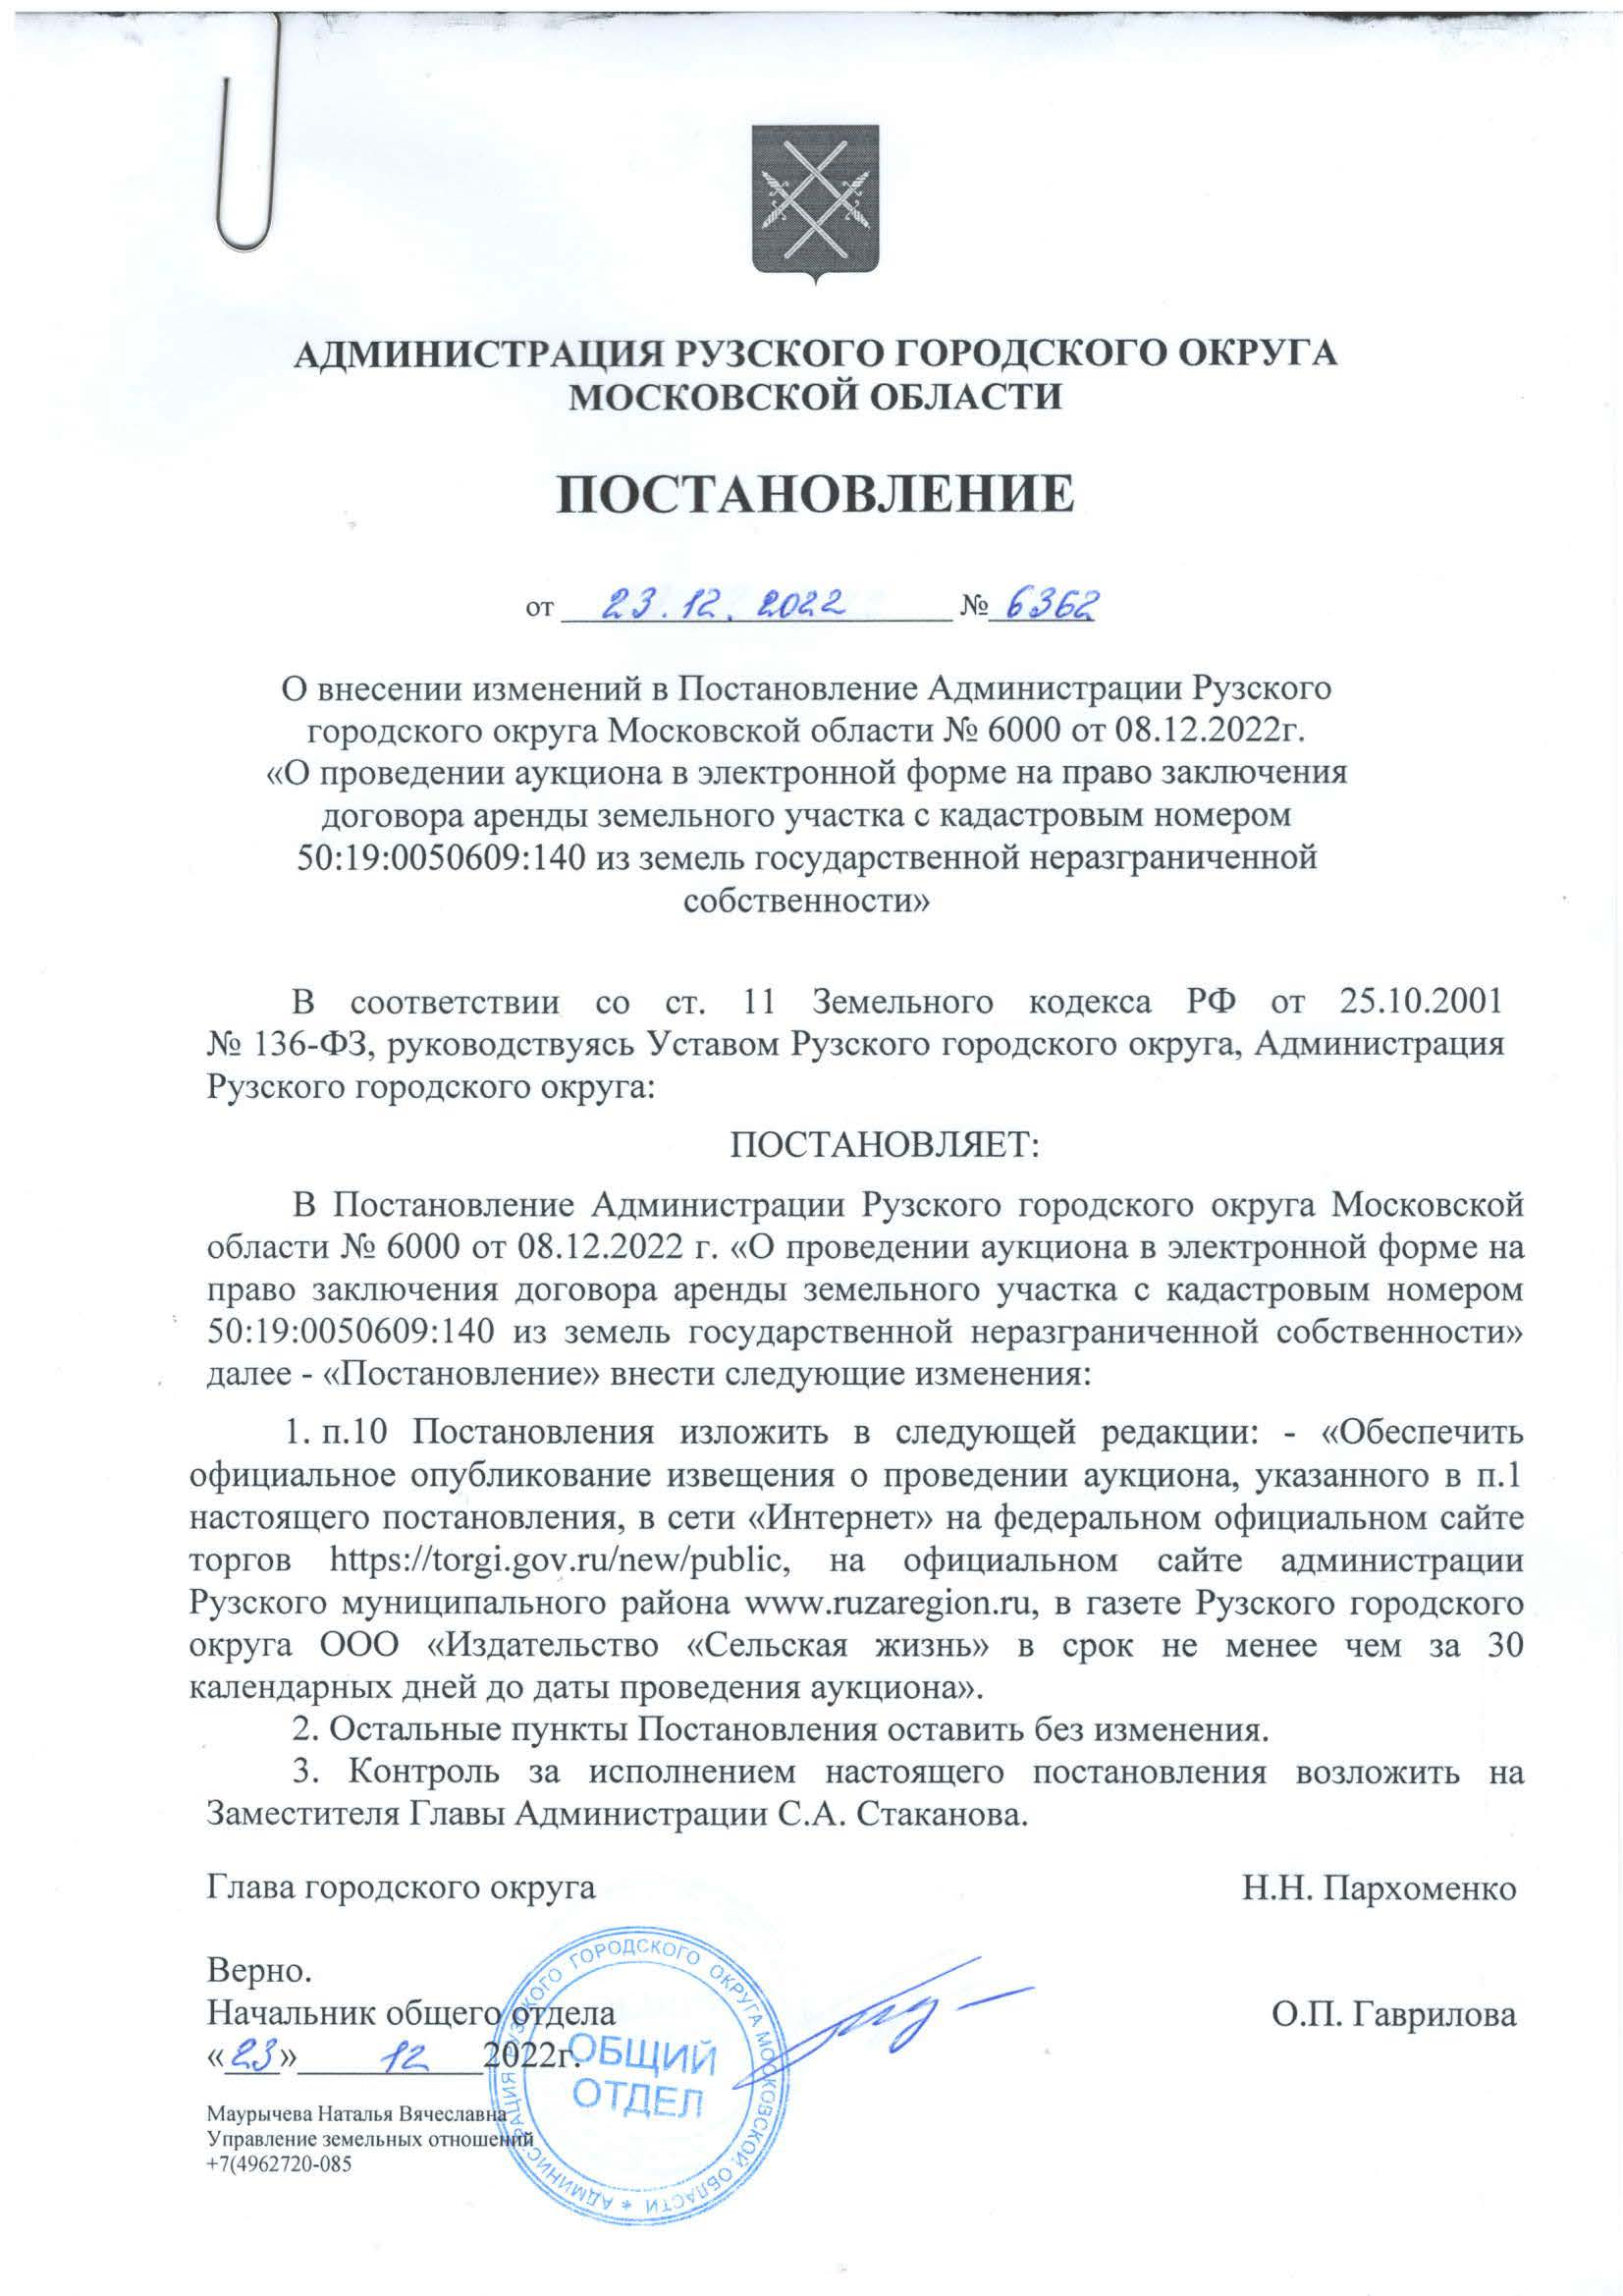 АДМИНИСТРАЦИЯ РУЗСКОГО ГОРОДСКОГО ОКРУГА
МОСКОВСКОЙ ОБЛАСТИ
ПОСТАНОВЛЕНИЕ
от 23.12.2022 № 6362
О внесении изменений в Постановление Администрации Рузского
городского округа Московской области № 6000 от 08.12.2022г.
«О проведении аукциона в электронной форме на право заключения
договора аренды земельного участка с кадастровым номером
50:19:0050609:140 из земель государственной неразграниченной
собственности»
В соответствии со ст. 11 Земельного кодекса РФ от 25.10.2001
№ 136-ФЗ, руководствуясь Уставом Рузского городского округа, Администрация
Рузского городского округа:
ПОСТАНОВЛЯЕТ:
В Постановление Администрации Рузского городского округа Московской
области № 6000 от 08.12.2022 г. «О проведении аукциона в электронной форме на
право заключения договора аренды земельного участка с кадастровым номером
50:19:0050609:140 из земель государственной неразграниченной собственности»
далее - «Постановление» внести следующие изменения:
1. п.10 Постановления изложить в следующей редакции: - «Обеспечить
официальное опубликование извещения о проведении аукциона, указанного в п.1
настоящего постановления, в сети «Интернет» на федеральном официальном сайте
торгов https://torgi.gov.ru/new/public, на официальном сайте администрации
Рузского муниципального района www.ruzaregion.ru, в газете Рузского городского
округа ООО «Издательство «Сельская жизнь» в срок не менее чем за 30
календарных дней до даты проведения аукциона».
2. Остальные пункты Постановления оставить без изменения.
3. Контроль за исполнением настоящего постановления возложить на
Заместителя Главы Администрации С.А. Стаканова.
Глава городского округа Н.Н. Пархоменко
Верно.
Начальник общего отдела О.П. Гаврилова
«23» 12 2022г.
АДМИНИСТРАЦИЯ РУЗСКОГО ГОРОДСКОГО ОКРУГА МОСКОВСКОЙ ОБЛАСТИ *
ОБЩИЙ
ОТДЕЛ
Маурычева Наталья Вячеславна
Управление земельных отношений
+7(4962720-085